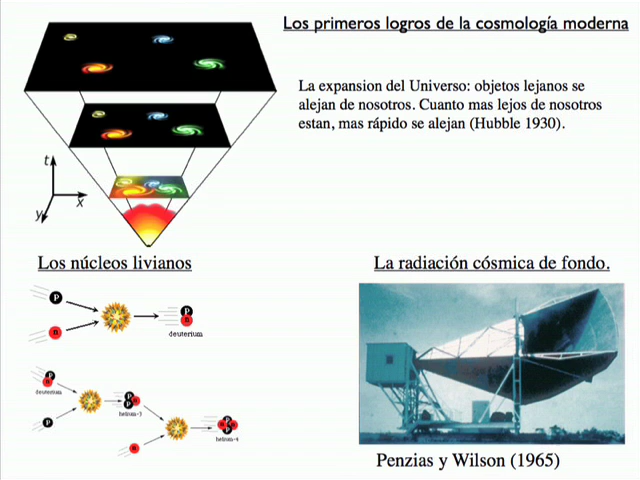 Los primeros logros de la cosmología moderna
La expansion del Universo: objetos lejanos se
alejan de nosotros. Cuanto mas lejos de nosotros
estan, mas rápido se alejan (Hubble 1930).
t
x
y
Los núcleos livianos
La radiación cósmica de fondo.
P
n
P
n
deuterium
P
n
deuterium
P
P
n
P
helium-3
n
helium-4
Penzias y Wilson (1965)